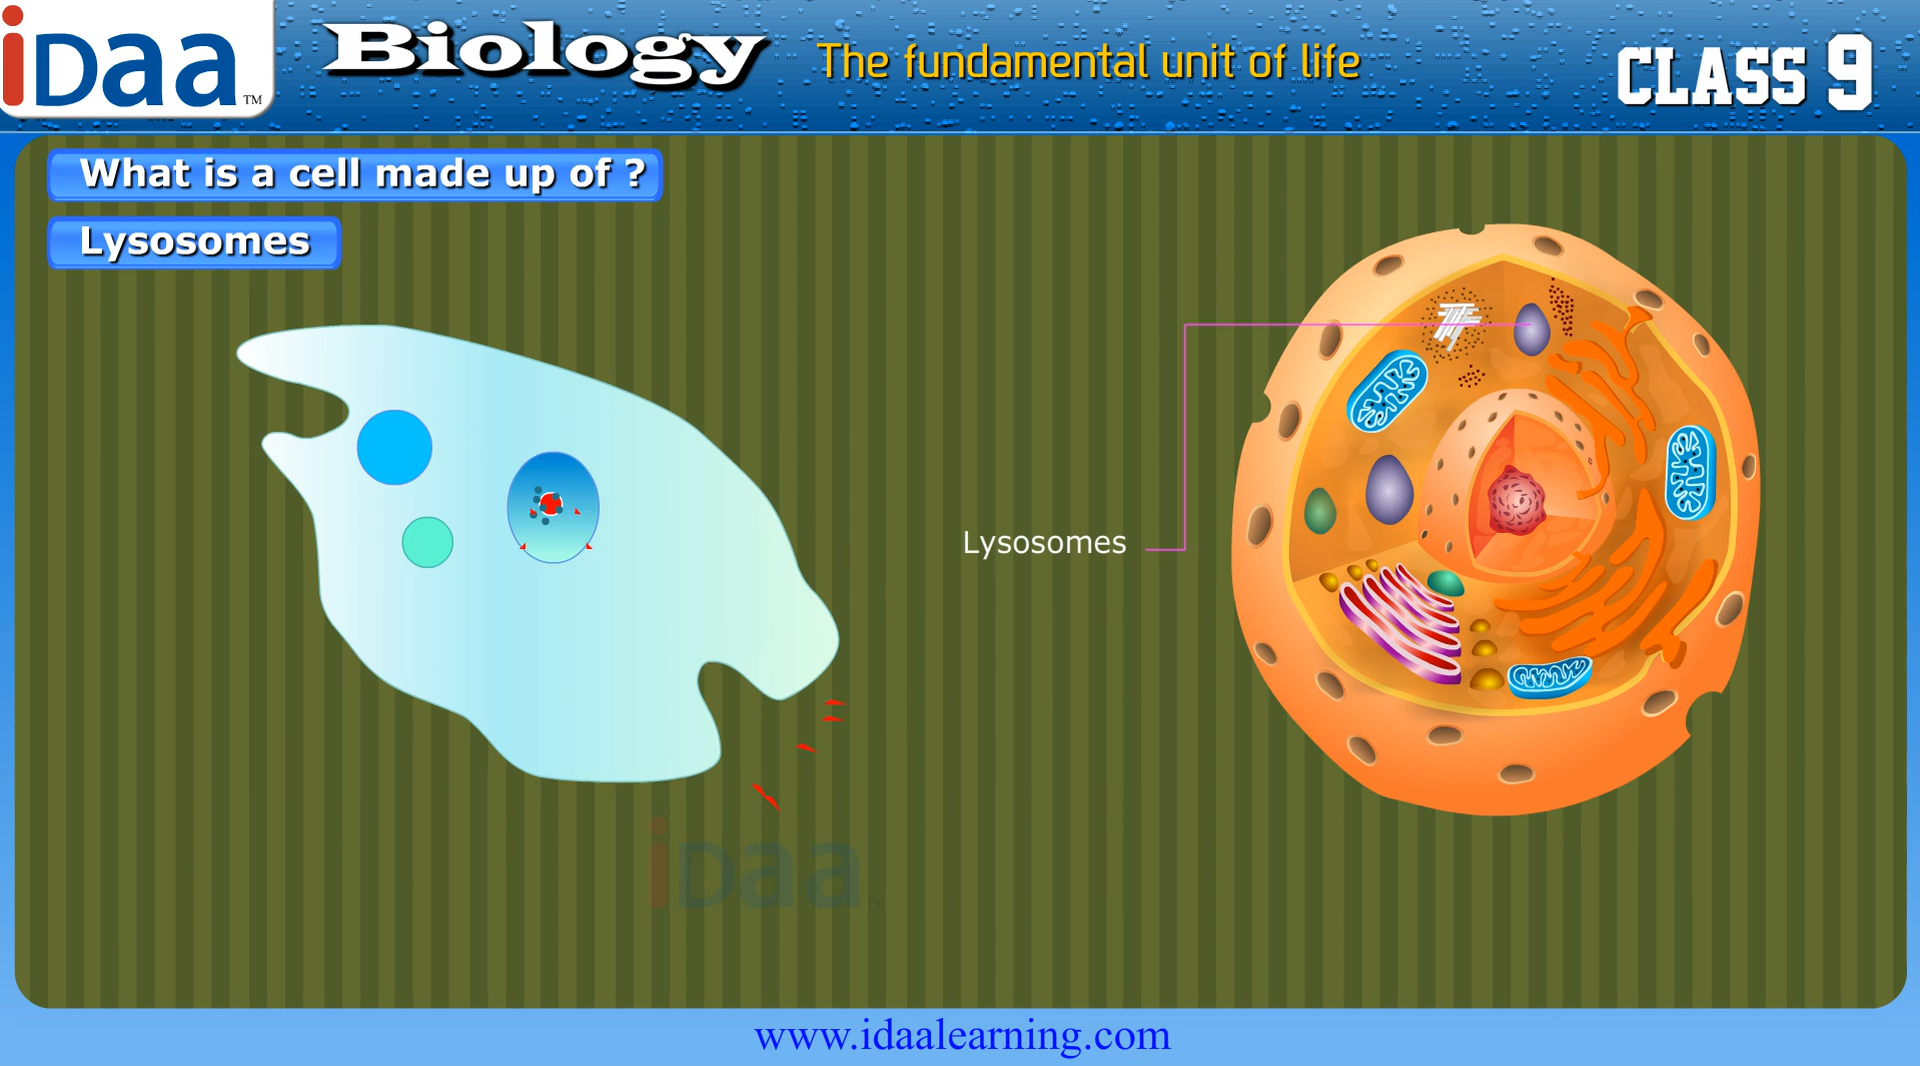 iDaa™
Biology
The fundamental unit of life
CLASS 9
What is a cell made up of ?
Lysosomes
Lysosomes
iDaa™
www.idaalearning.com